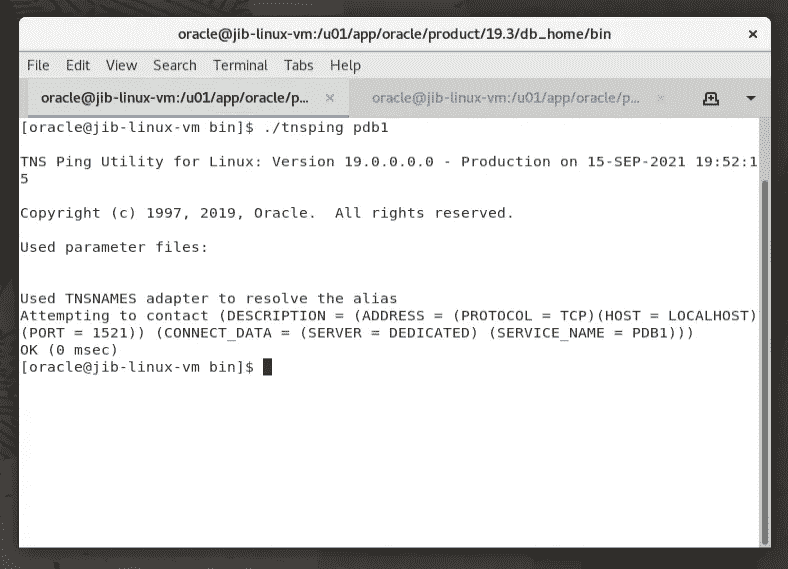 oracle@jib-linux-vm:/u01/app/oracle/product/19.3/db_home/bin
File Edit View Search Terminal Tabs Help
oracle@jib-linux-vm:/u01/app/oracle/p... oracle@jib-linux-vm:/u01/app/oracle/p...
[oracle@jib-linux-vm bin]$ ./tnsping pdb1
TNS Ping Utility for Linux: Version 19.0.0.0.0 - Production on 15-SEP-2021 19:52:1
5
Copyright (c) 1997, 2019, Oracle.  All rights reserved.
Used parameter files:
Used TNSNAMES adapter to resolve the alias
Attempting to contact (DESCRIPTION = (ADDRESS = (PROTOCOL = TCP)(HOST = LOCALHOST)
(PORT = 1521)) (CONNECT_DATA = (SERVER = DEDICATED) (SERVICE_NAME = PDB1)))
OK (0 msec)
[oracle@jib-linux-vm bin]$